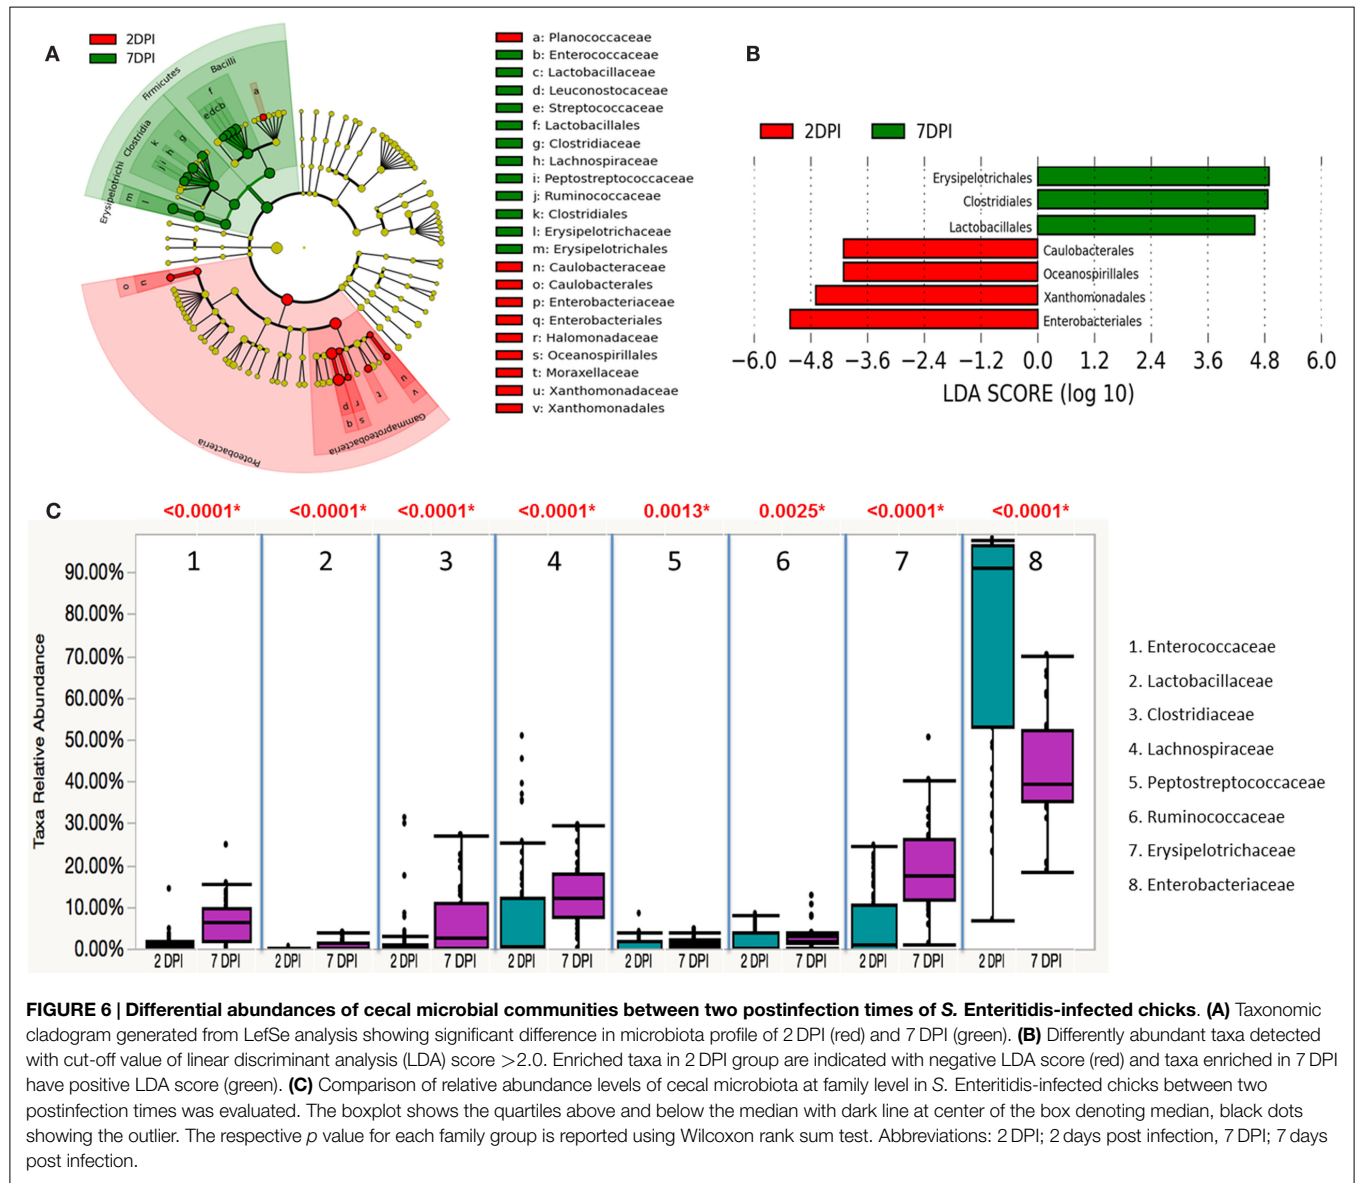 A
2DPI
7DPI
Firmicutes
Bacilli
Clostridia
Erysipelotrichi
f
a
edcb
g
h
k
j i
m
l
o
n
Proteobacteria
Gammaproteobacteria
p
r
q
s
t
u
v
a: Planococcaceae
b: Enterococcaceae
c: Lactobacillaceae
d: Leuconostocaceae
e: Streptococcaceae
f: Lactobacillales
g: Clostridiaceae
h: Lachnospiraceae
i: Peptostreptococcaceae
j: Ruminococcaceae
k: Clostridiales
l: Erysipelotrichaceae
m: Erysipelotrichales
n: Caulobacteraceae
o: Caulobacterales
p: Enterobacteriaceae
q: Enterobacteriales
r: Halomonadaceae
s: Oceanospirillales
t: Moraxellaceae
u: Xanthomonadaceae
v: Xanthomonadales
B
2DPI 7DPI
Erysipelotrichales
Clostridiales
Lactobacillales
Caulobacterales
Oceanospirillales
Xanthomonadales
Enterobacteriales
−6.0 −4.8 −3.6 −2.4 −1.2 0.0 1.2 2.4 3.6 4.8 6.0
LDA SCORE (log 10)
C
<0.0001* <0.0001* <0.0001* <0.0001* 0.0013* 0.0025* <0.0001* <0.0001*
1 2 3 4 5 6 7 8
Taxa Relative Abundance
90.00%
80.00%
70.00%
60.00%
50.00%
40.00%
30.00%
20.00%
10.00%
0.00%
2 DPI 7 DPI 2 DPI 7 DPI 2 DPI 7 DPI 2 DPI 7 DPI 2 DPI 7 DPI 2 DPI 7 DPI 2 DPI 7 DPI 2 DPI 7 DPI
1. Enterococcaceae
2. Lactobacillaceae
3. Clostridiaceae
4. Lachnospiraceae
5. Peptostreptococcaceae
6. Ruminococcaceae
7. Erysipelotrichaceae
8. Enterobacteriaceae
FIGURE 6 | Differential abundances of cecal microbial communities between two postinfection times of S. Enteritidis-infected chicks. (A) Taxonomic
cladogram generated from LefSe analysis showing significant difference in microbiota profile of 2 DPI (red) and 7 DPI (green). (B) Differently abundant taxa detected
with cut-off value of linear discriminant analysis (LDA) score >2.0. Enriched taxa in 2 DPI group are indicated with negative LDA score (red) and taxa enriched in 7 DPI
have positive LDA score (green). (C) Comparison of relative abundance levels of cecal microbiota at family level in S. Enteritidis-infected chicks between two
postinfection times was evaluated. The boxplot shows the quartiles above and below the median with dark line at center of the box denoting median, black dots
showing the outlier. The respective p value for each family group is reported using Wilcoxon rank sum test. Abbreviations: 2 DPI; 2 days post infection, 7 DPI; 7 days
post infection.